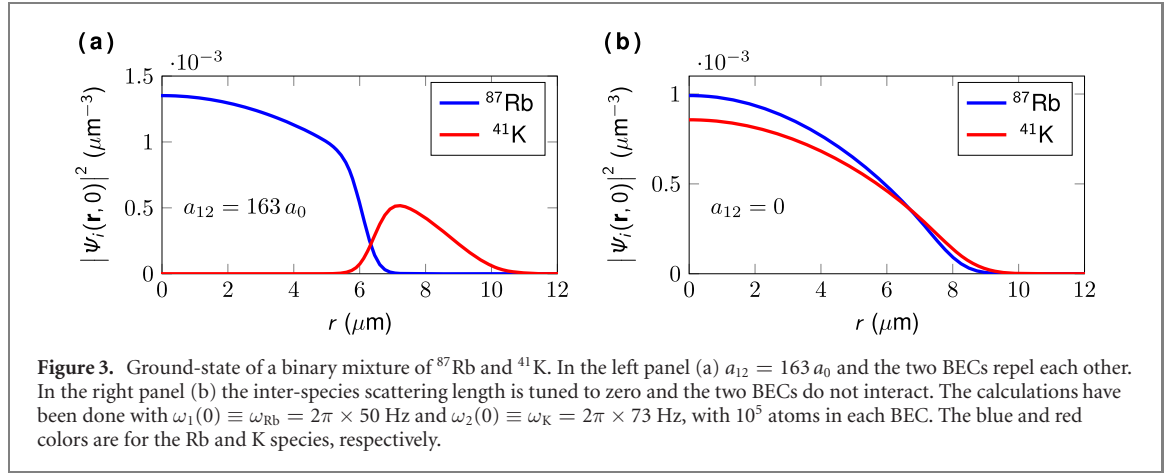 (a)
·10⁻³
1.5
1
0.5
0
|ψᵢ(r, 0)|² (μm⁻³)
⁸⁷Rb
⁴¹K
a₁₂ = 163 a₀
0 2 4 6 8 10 12
r (μm)
(b)
·10⁻³
1
0.5
0
|ψᵢ(r, 0)|² (μm⁻³)
⁸⁷Rb
⁴¹K
a₁₂ = 0
0 2 4 6 8 10 12
r (μm)
Figure 3. Ground-state of a binary mixture of ⁸⁷Rb and ⁴¹K. In the left panel (a) a₁₂ = 163 a₀ and the two BECs repel each other.
In the right panel (b) the inter-species scattering length is tuned to zero and the two BECs do not interact. The calculations have
been done with ω₁(0) ≡ ω_Rb = 2π × 50 Hz and ω₂(0) ≡ ω_K = 2π × 73 Hz, with 10⁵ atoms in each BEC. The blue and red
colors are for the Rb and K species, respectively.